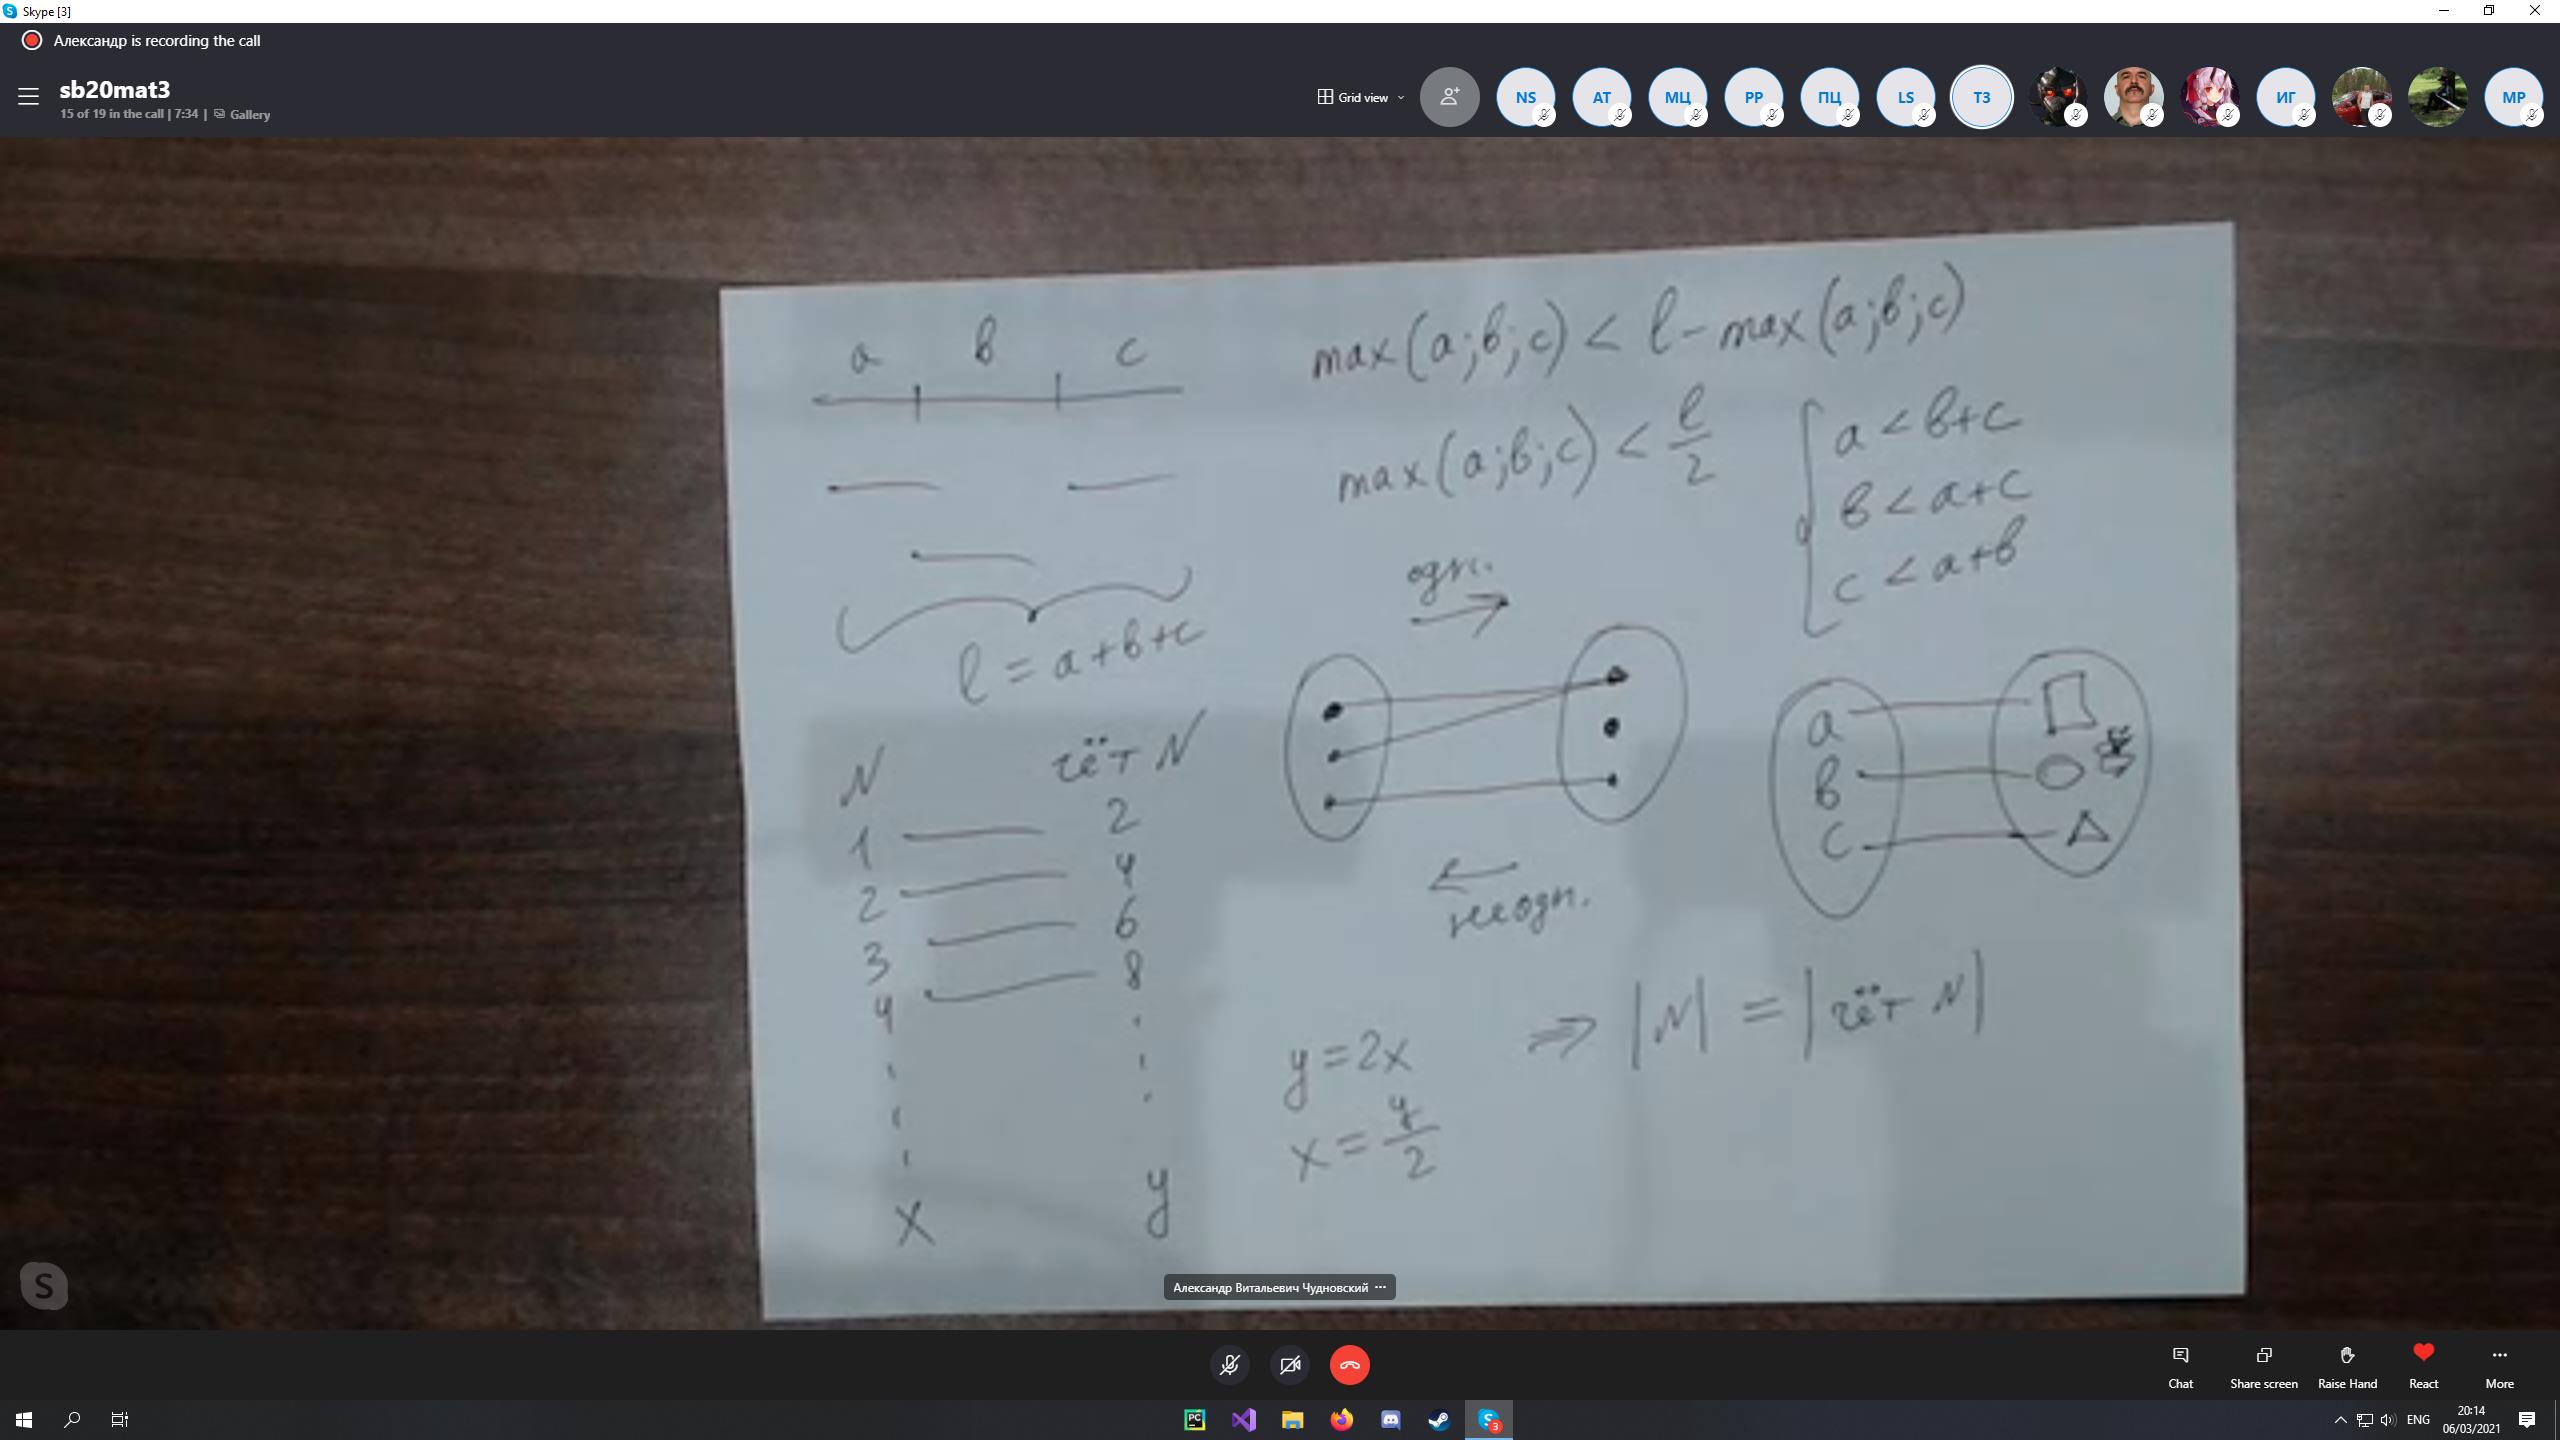 Skype [3]
Александр is recording the call
sb20mat3
15 of 19 in the call | 7:34 | Gallery
Grid view
NS
AT
МЦ
PP
ПЦ
LS
ТЗ
ИГ
MP
a b c
max(a;b;c) < l - max(a;b;c)
max(a;b;c) < l/2
a < b+c
b < a+c
c < a+b
l = a+b+c
одн.
неодн.
a
b
c
N чёт N
1 2
2 4
3 6
4 8
x y
y = 2x
x = y/2
⇒ |N| = |чёт N|
Александр Витальевич Чудновский
Chat
Share screen
Raise Hand
React
More
PC
3
ENG
20:14
06/03/2021